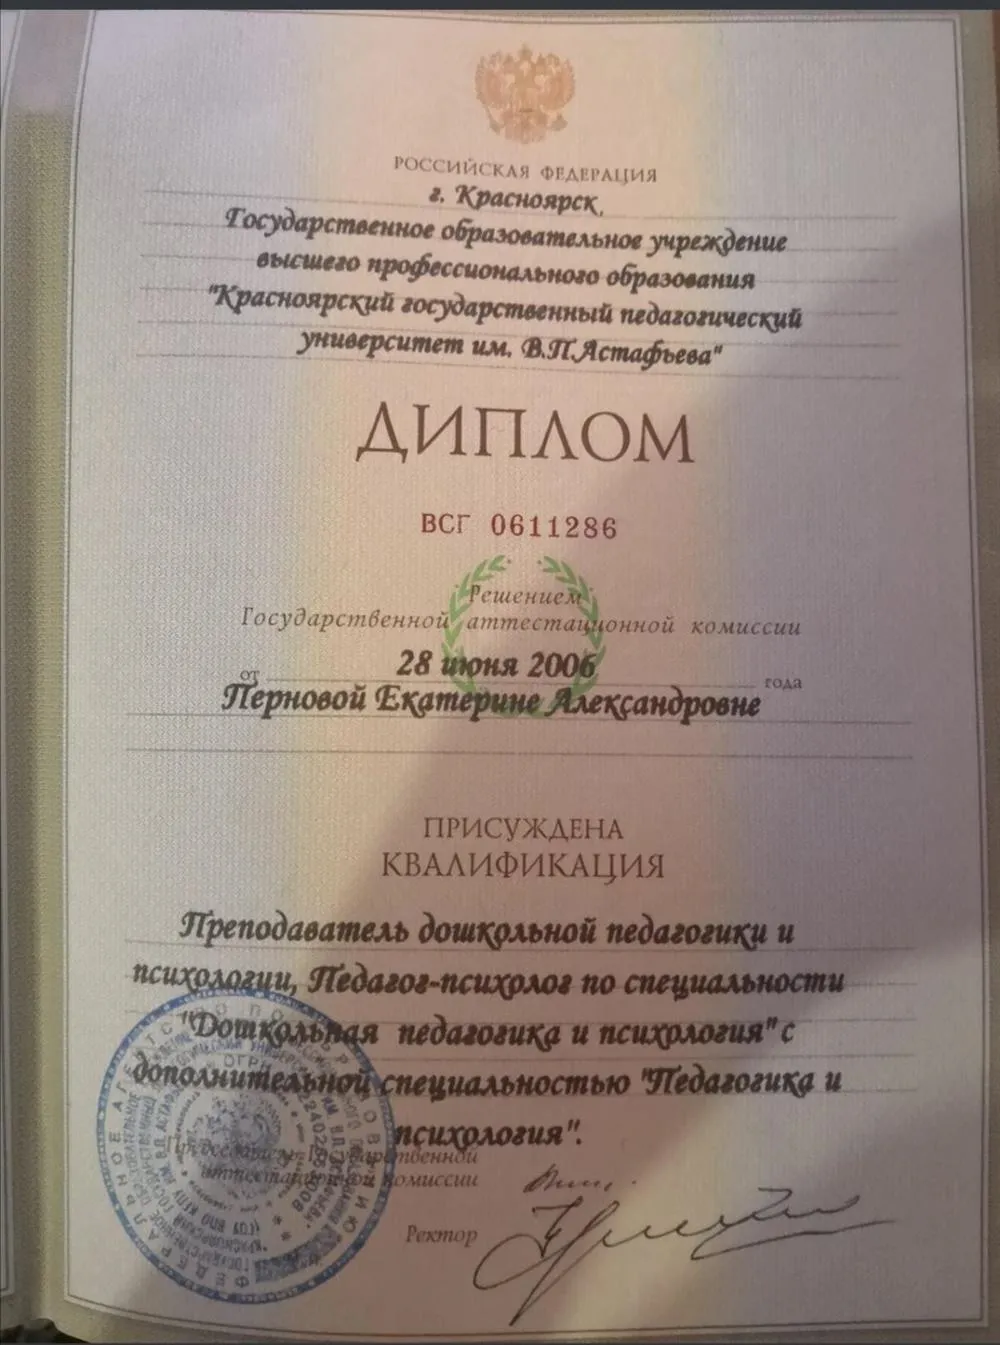 РОССИЙСКАЯ ФЕДЕРАЦИЯ
г. Красноярск,
Государственное образовательное учреждение
высшего профессионального образования
"Красноярский государственный педагогический
университет им. В.П.Астафьева"
ДИПЛОМ
ВСГ 0611286
Решением
Государственной аттестационной комиссии
от 28 июня 2006 года
Перновой Екатерине Александровне
ПРИСУЖДЕНА
КВАЛИФИКАЦИЯ
Преподаватель дошкольной педагогики и
психологии, Педагог-психолог по специальности
"Дошкольная педагогика и психология" с
дополнительной специальностью "Педагогика и
психология".
Председатель Государственной
аттестационной комиссии
Ректор